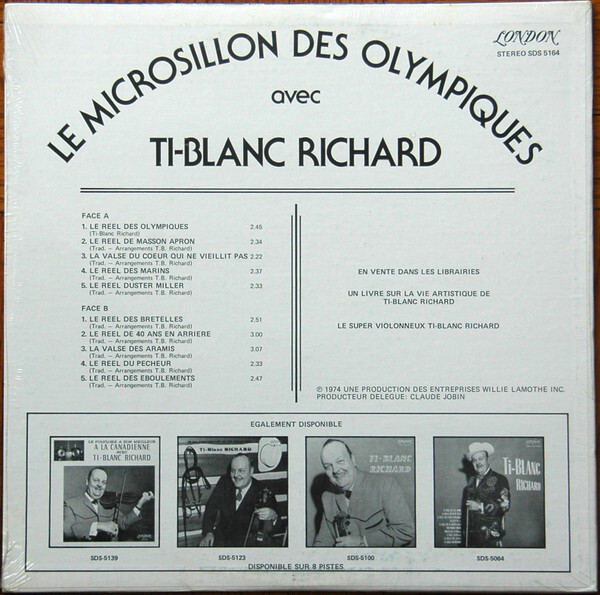 LONDON
STEREO SDS 5164
LE MICROSILLON DES OLYMPIQUES
avec
TI-BLANC RICHARD
FACE A
1. LE REEL DES OLYMPIQUES 2.45
(Ti-Blanc Richard)
2. LE REEL DE MASSON APRON 2.34
(Trad. — Arrangements T.B. Richard)
3. LA VALSE DU COEUR QUI NE VIEILLIT PAS 2.22
(Trad. — Arrangements T.B. Richard)
4. LE REEL DES MARINS 2.37
(Trad. — Arrangements T.B. Richard)
5. LE REEL DUSTER MILLER 2.33
(Trad. — Arrangements T.B. Richard)
FACE B
1. LE REEL DES BRETELLES 2.51
(Trad. — Arrangements T.B. Richard)
2. LE REEL DE 40 ANS EN ARRIERE 3.00
(Trad. — Arrangements T.B. Richard)
3. LA VALSE DES ARAMIS 3.07
(Trad. — Arrangements T.B. Richard)
4. LE REEL DU PECHEUR 2.33
(Trad. — Arrangements T.B. Richard)
5. LE REEL DES EBOULEMENTS 2.47
(Trad. — Arrangements T.B. Richard)
EN VENTE DANS LES LIBRAIRIES
UN LIVRE SUR LA VIE ARTISTIQUE DE
TI-BLANC RICHARD
LE SUPER VIOLONNEUX TI-BLANC RICHARD
℗ 1974 UNE PRODUCTION DES ENTREPRISES WILLIE LAMOTHE INC.
PRODUCTEUR DELEGUE: CLAUDE JOBIN
EGALEMENT DISPONIBLE
LE FOLKLORE A SON MEILLEUR
A LA CANADIENNE
AVEC
TI-BLANC RICHARD
SDS-5139
Ti-Blanc RICHARD
SDS-5123
TI-BLANC
RICHARD
SDS-5100
TI-BLANC
RICHARD
SDS-5064
DISPONIBLE SUR 8 PISTES